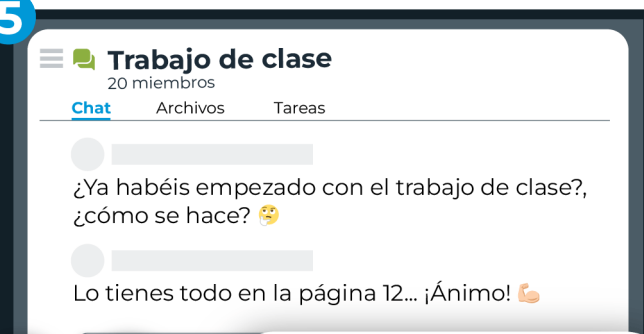 5
Trabajo de clase
20 miembros
Chat Archivos Tareas
¿Ya habéis empezado con el trabajo de clase?,
¿cómo se hace? 🤔
Lo tienes todo en la página 12... ¡Ánimo! 💪🏻